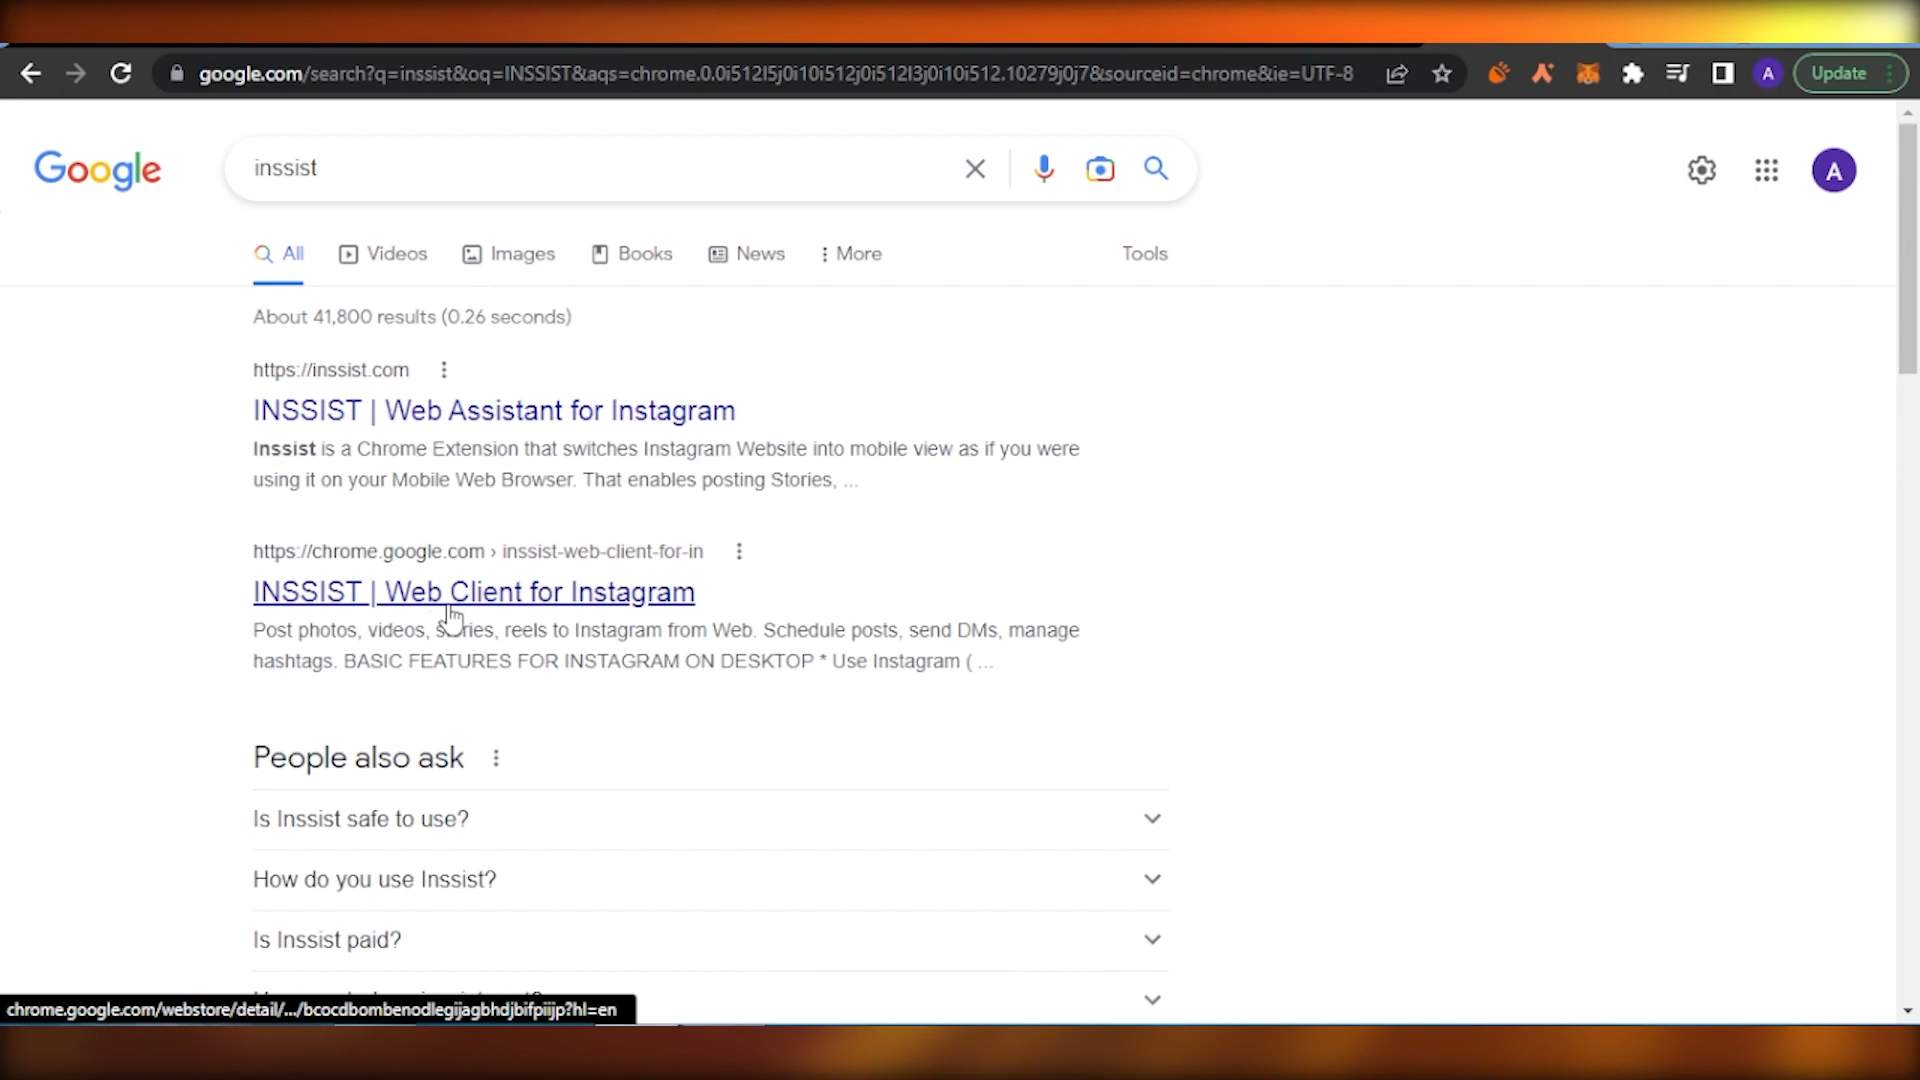 google.com/search?q=inssist&oq=INSSIST&aqs=chrome.0.0i512l5j0i10i512j0i512l3j0i10i512.10279j0j7&sourceid=chrome&ie=UTF-8
A
Update
Google
inssist
A
All
Videos
Images
Books
News
More
Tools
About 41,800 results (0.26 seconds)
https://inssist.com
INSSIST | Web Assistant for Instagram
Inssist is a Chrome Extension that switches Instagram Website into mobile view as if you were
using it on your Mobile Web Browser. That enables posting Stories, ...
https://chrome.google.com › inssist-web-client-for-in
INSSIST | Web Client for Instagram
Post photos, videos, stories, reels to Instagram from Web. Schedule posts, send DMs, manage
hashtags. BASIC FEATURES FOR INSTAGRAM ON DESKTOP * Use Instagram ( ...
People also ask
Is Inssist safe to use?
How do you use Inssist?
Is Inssist paid?
chrome.google.com/webstore/detail/.../bcocdbombenodlegijagbhdjbifpiijp?hl=en